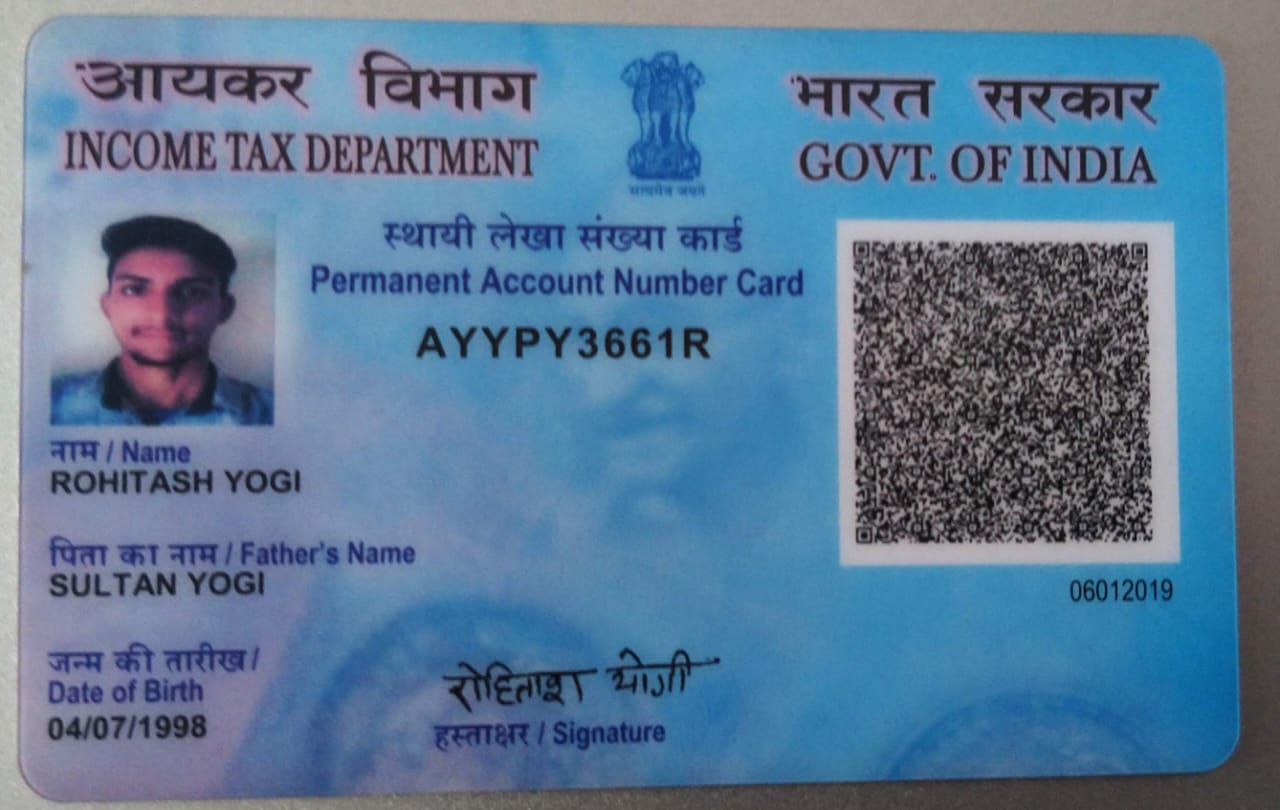 आयकर विभाग
INCOME TAX DEPARTMENT
भारत सरकार
GOVT. OF INDIA
सत्यमेव जयते
स्थायी लेखा संख्या कार्ड
Permanent Account Number Card
AYYPY3661R
नाम / Name
ROHITASH YOGI
पिता का नाम / Father's Name
SULTAN YOGI
06012019
जन्म की तारीख /
Date of Birth
04/07/1998
रोहिताश योगी
हस्ताक्षर / Signature